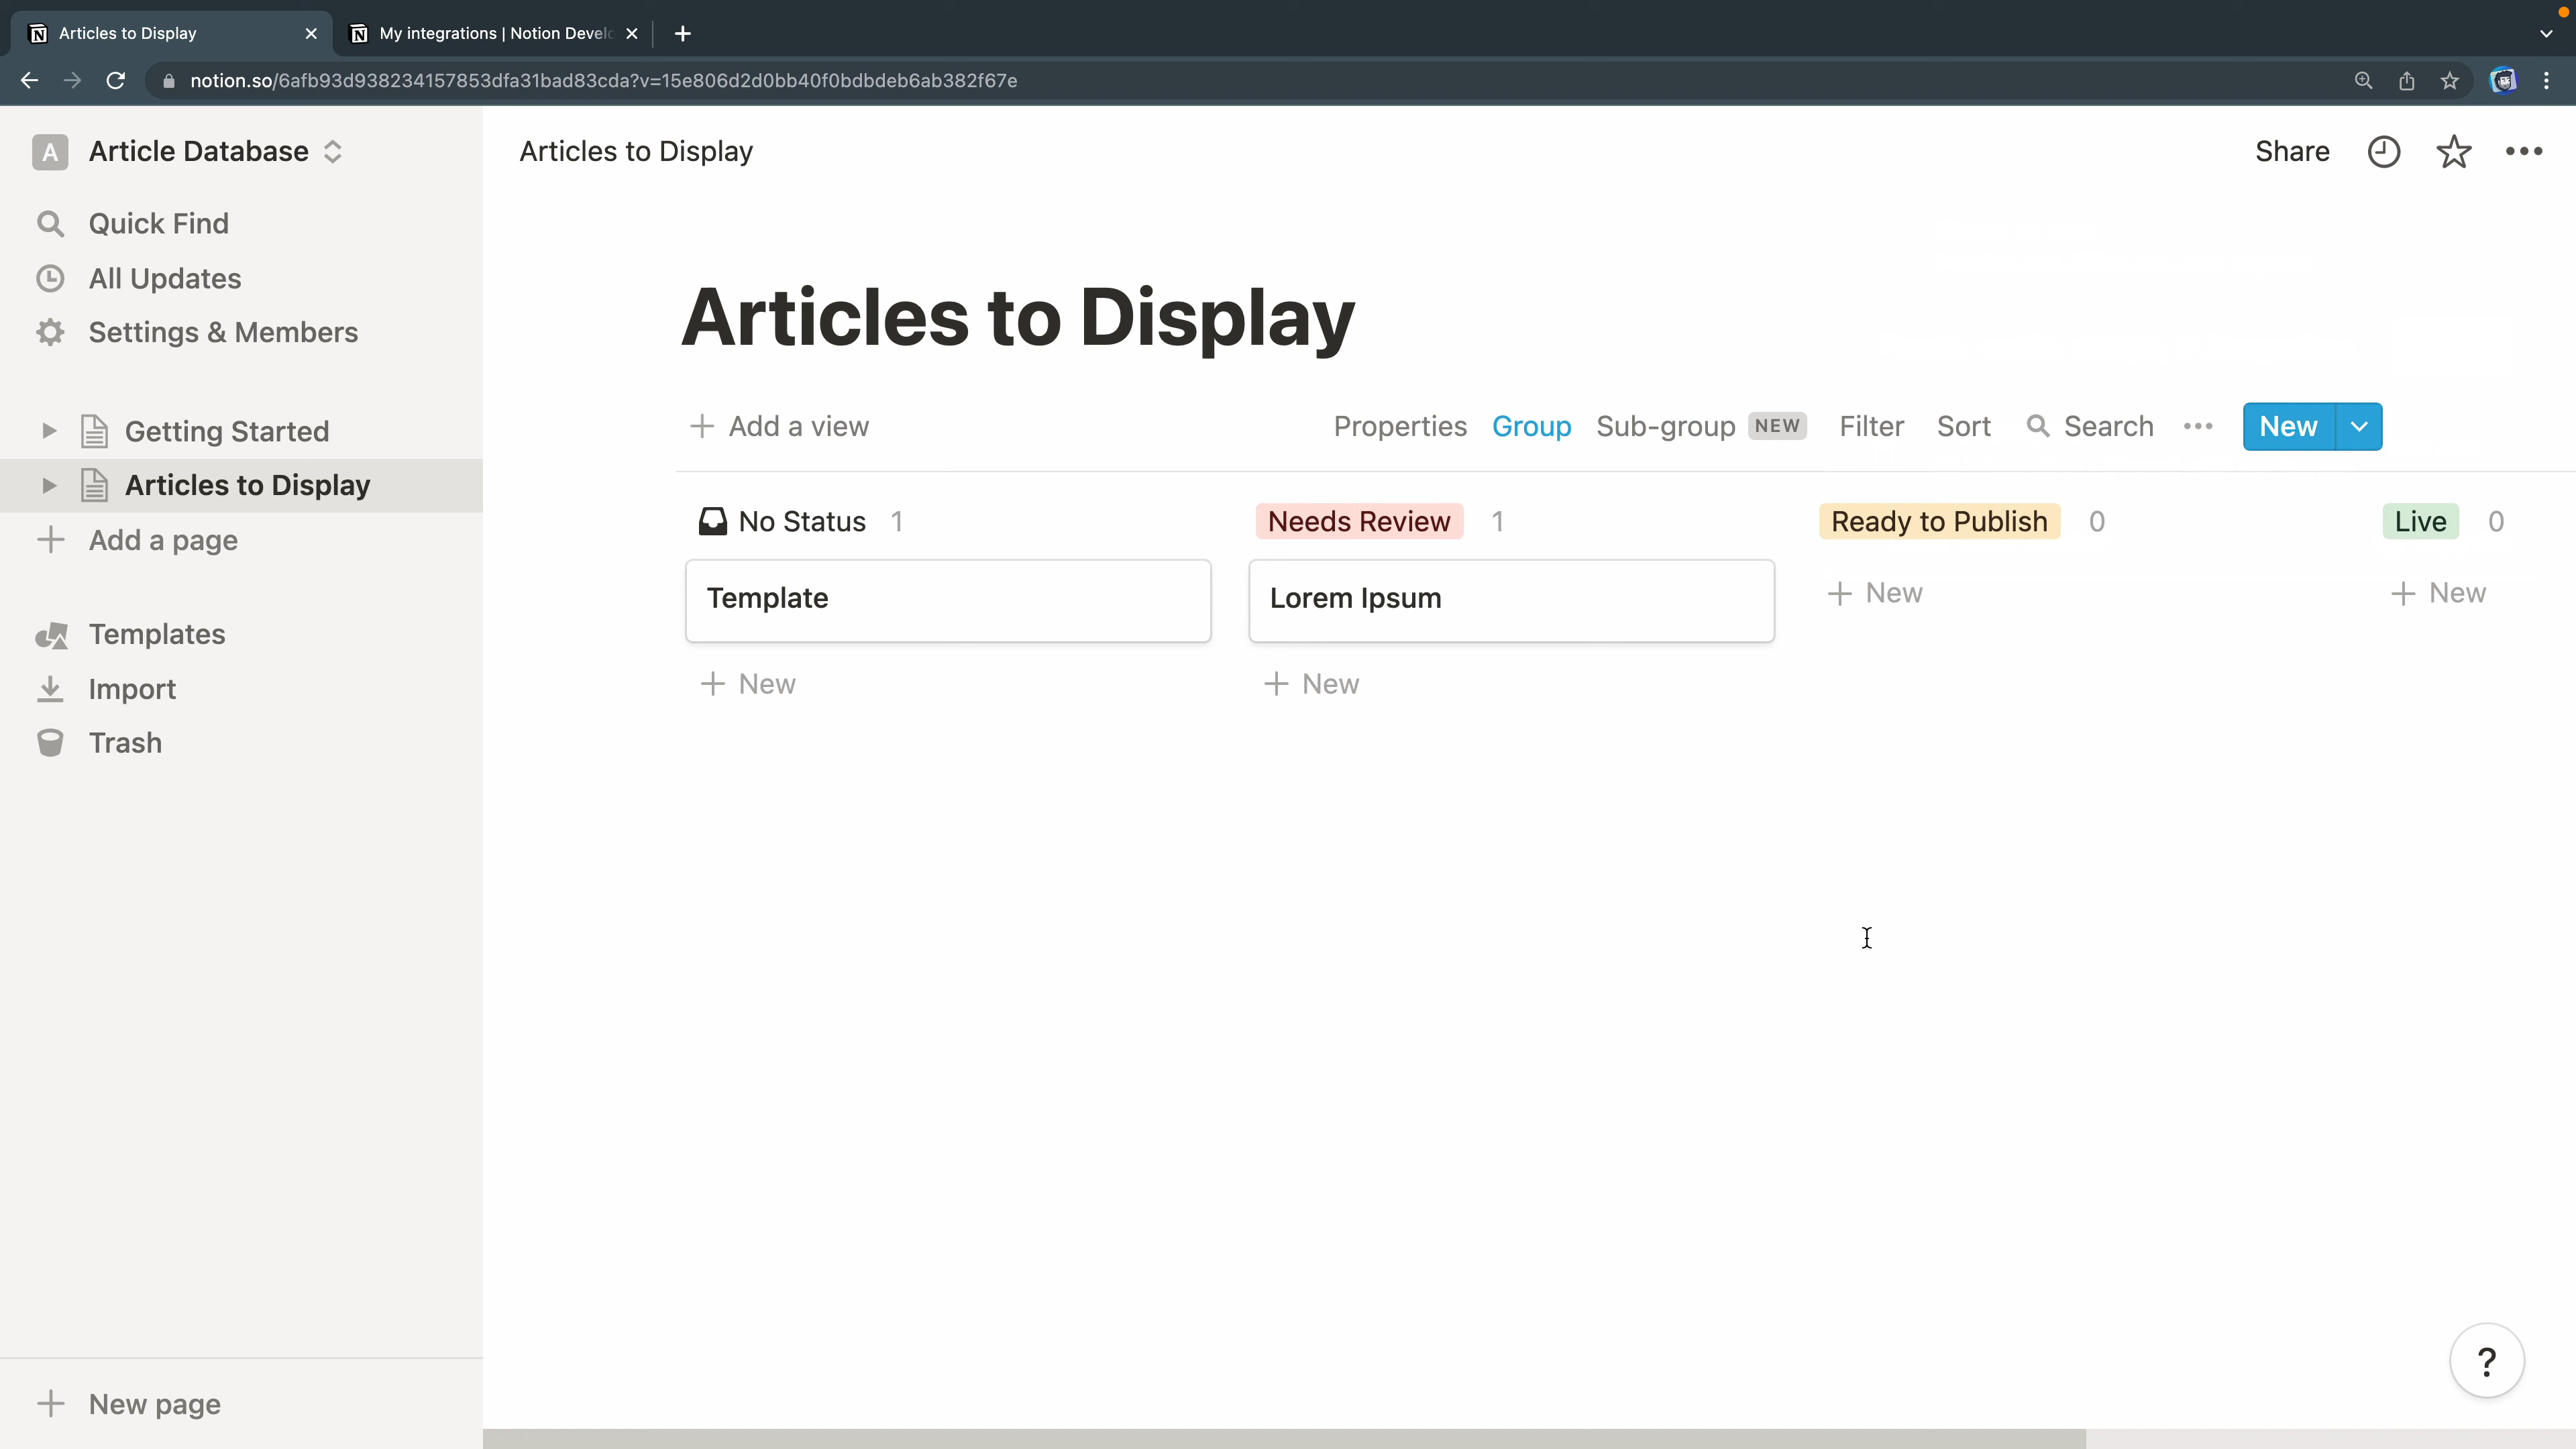 Articles to Display
My integrations | Notion Develo
notion.so/6afb93d938234157853dfa31bad83cda?v=15e806d2d0bb40f0bdbdeb6ab382f67e
A Article Database
Quick Find
All Updates
Settings & Members
Getting Started
Articles to Display
Add a page
Templates
Import
Trash
New page
Articles to Display
Share
Articles to Display
Add a view
Properties Group Sub-group NEW Filter Sort Search New
No Status 1
Template
New
Needs Review 1
Lorem Ipsum
New
Ready to Publish 0
New
Live 0
New
?